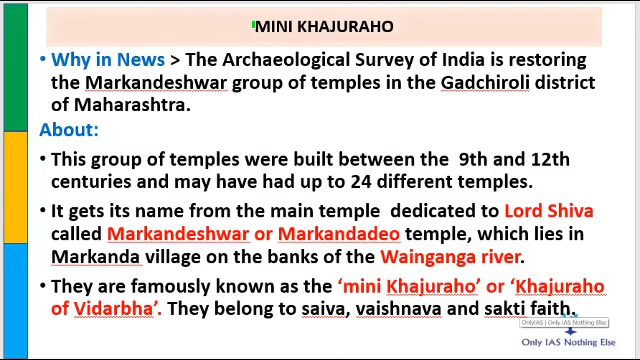 MINI KHAJURAHO
• Why in News > The Archaeological Survey of India is restoring
the Markandeshwar group of temples in the Gadchiroli district
of Maharashtra.
About:
• This group of temples were built between the 9th and 12th
centuries and may have had up to 24 different temples.
• It gets its name from the main temple dedicated to Lord Shiva
called Markandeshwar or Markandadeo temple, which lies in
Markanda village on the banks of the Wainganga river.
• They are famously known as the ‘mini Khajuraho’ or ‘Khajuraho
of Vidarbha’. They belong to saiva, vaishnava and sakti faith.
OnlyIAS | Only IAS Nothing Else
Only IAS Nothing Else